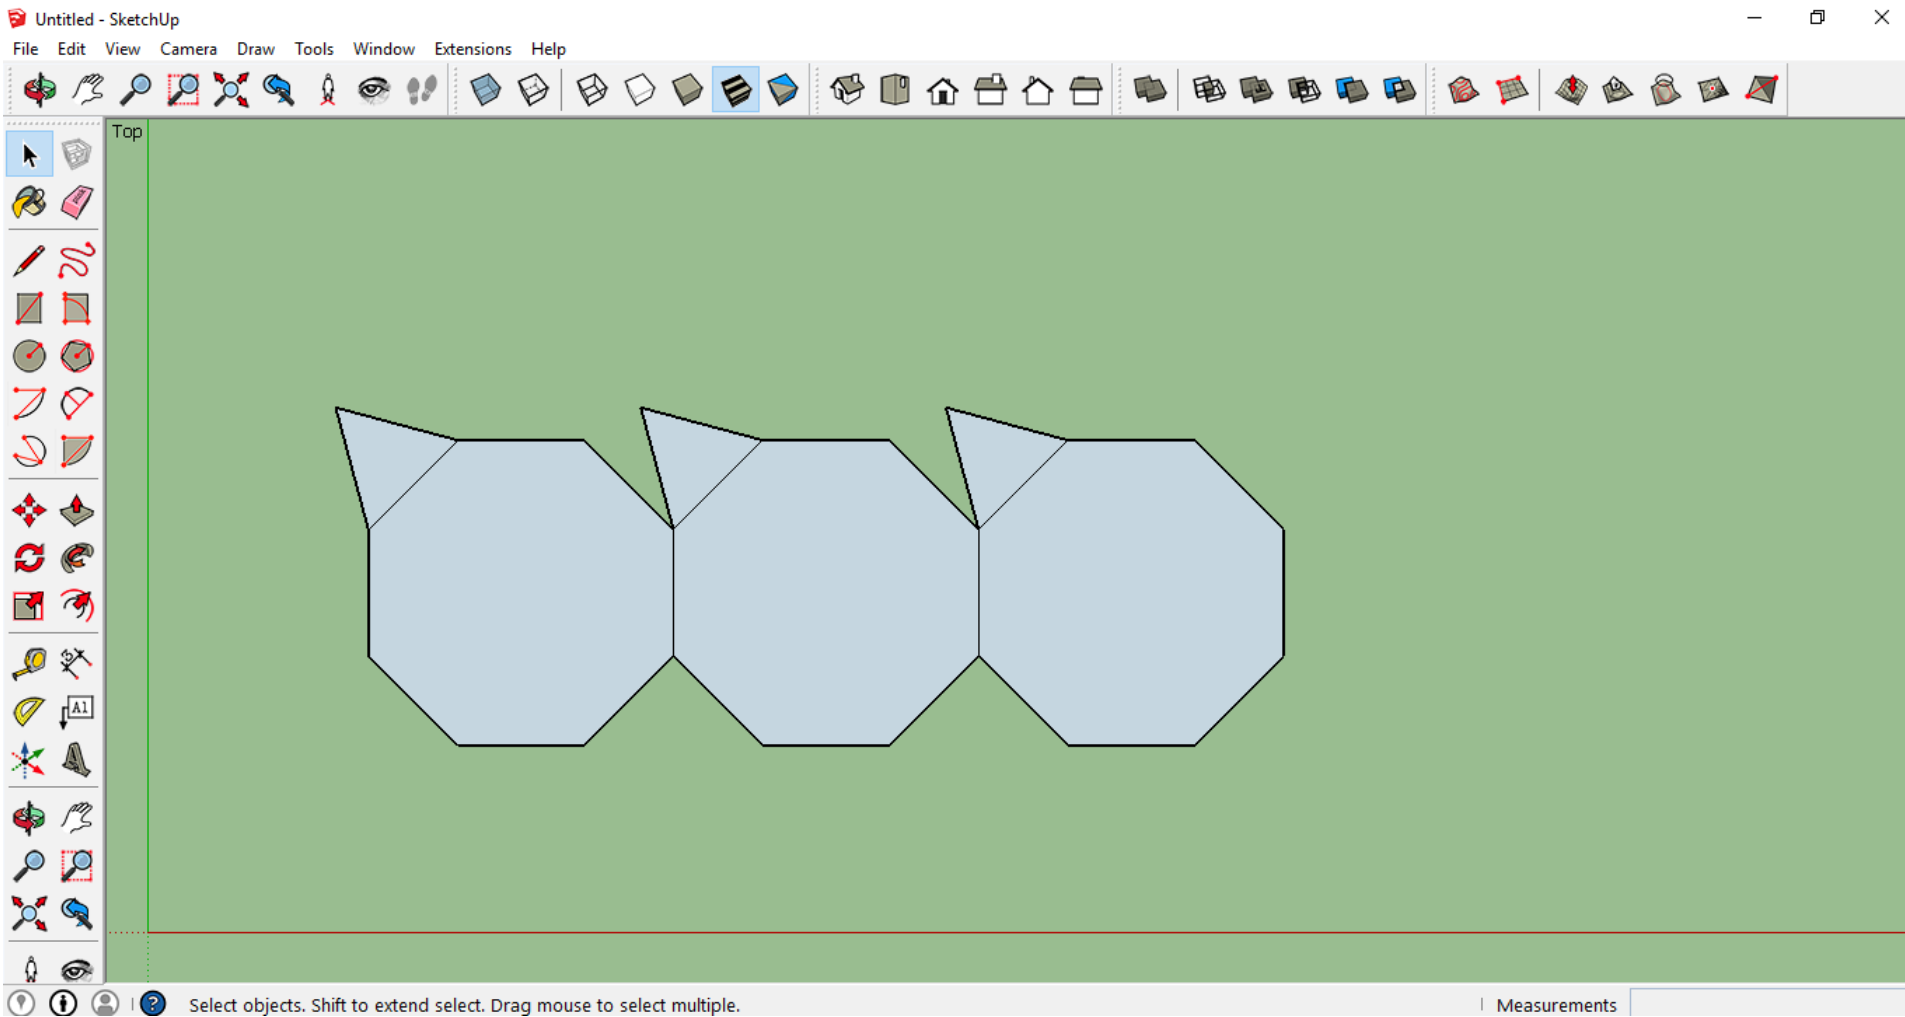 Untitled - SketchUp
File Edit View Camera Draw Tools Window Extensions Help
Top
A1
Select objects. Shift to extend select. Drag mouse to select multiple.
Measurements